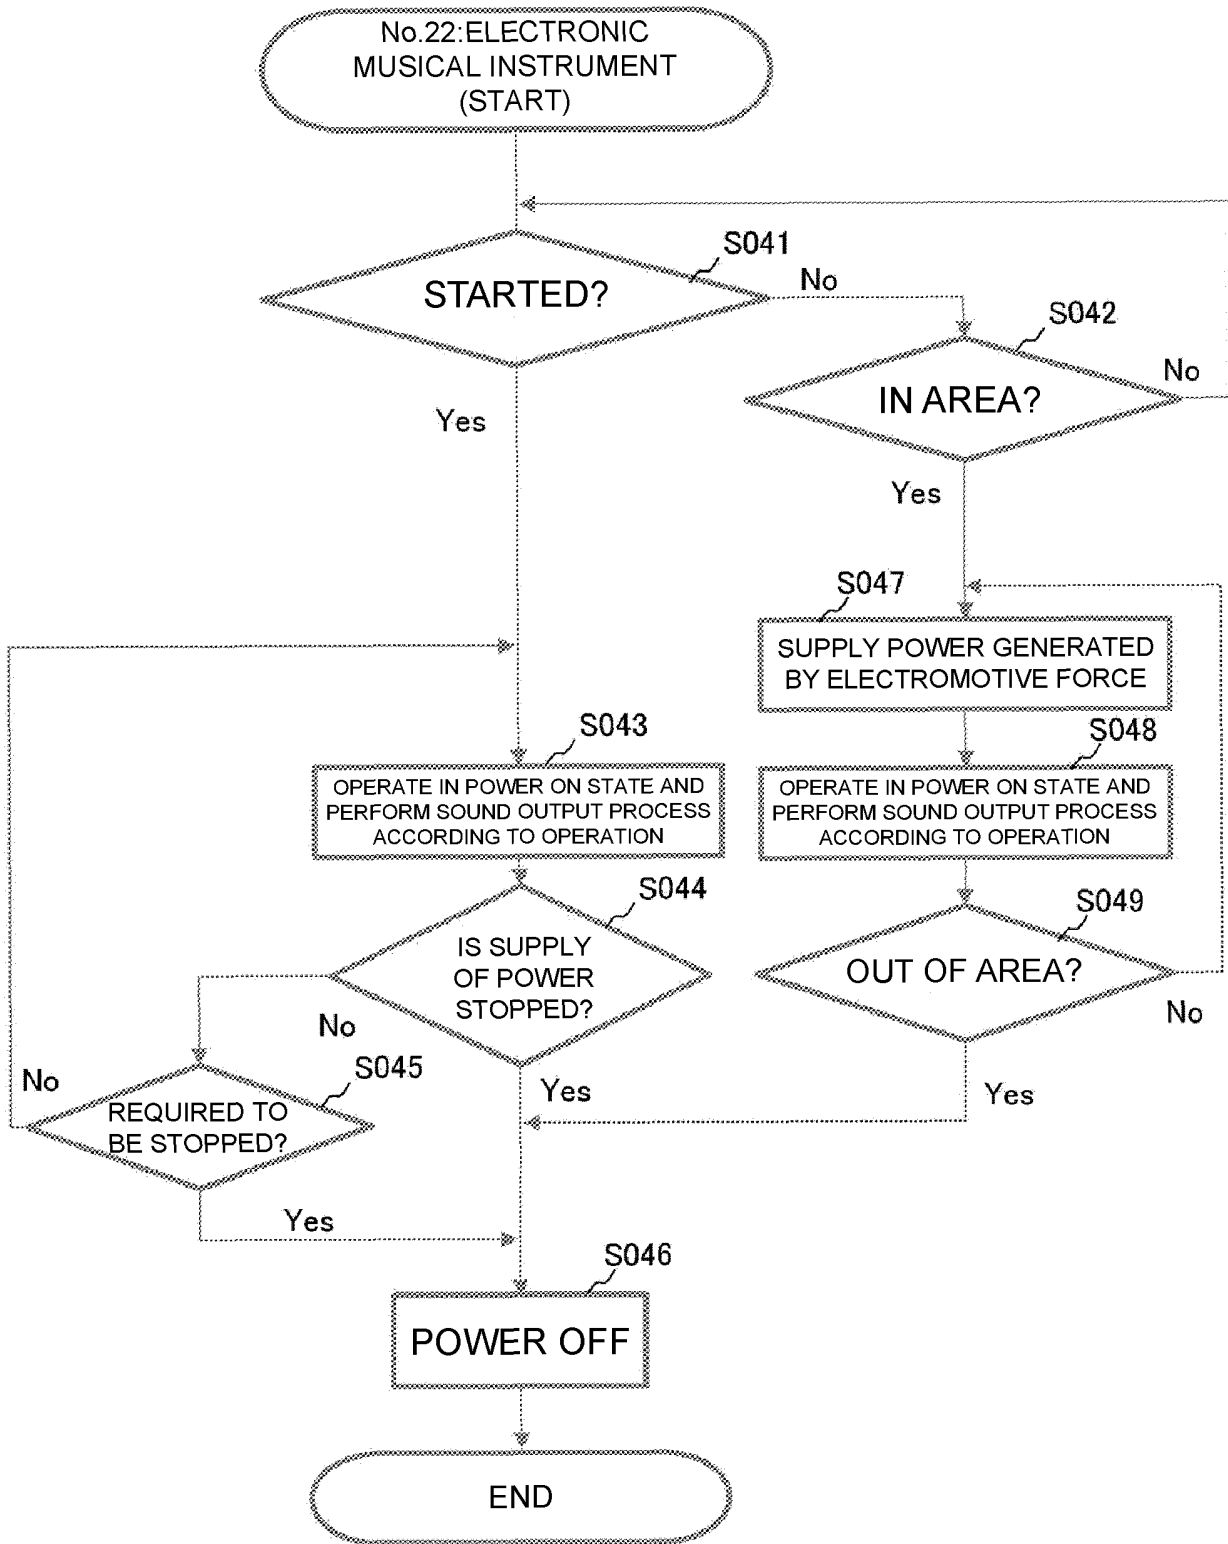 No.22:ELECTRONIC
MUSICAL INSTRUMENT
(START)
S041
STARTED?
No
S042
IN AREA?
No
Yes
Yes
S047
SUPPLY POWER GENERATED
BY ELECTROMOTIVE FORCE
S043
OPERATE IN POWER ON STATE AND
PERFORM SOUND OUTPUT PROCESS
ACCORDING TO OPERATION
S048
OPERATE IN POWER ON STATE AND
PERFORM SOUND OUTPUT PROCESS
ACCORDING TO OPERATION
S044
IS SUPPLY
OF POWER
STOPPED?
No
Yes
S049
OUT OF AREA?
No
Yes
S045
REQUIRED TO
BE STOPPED?
No
Yes
S046
POWER OFF
END